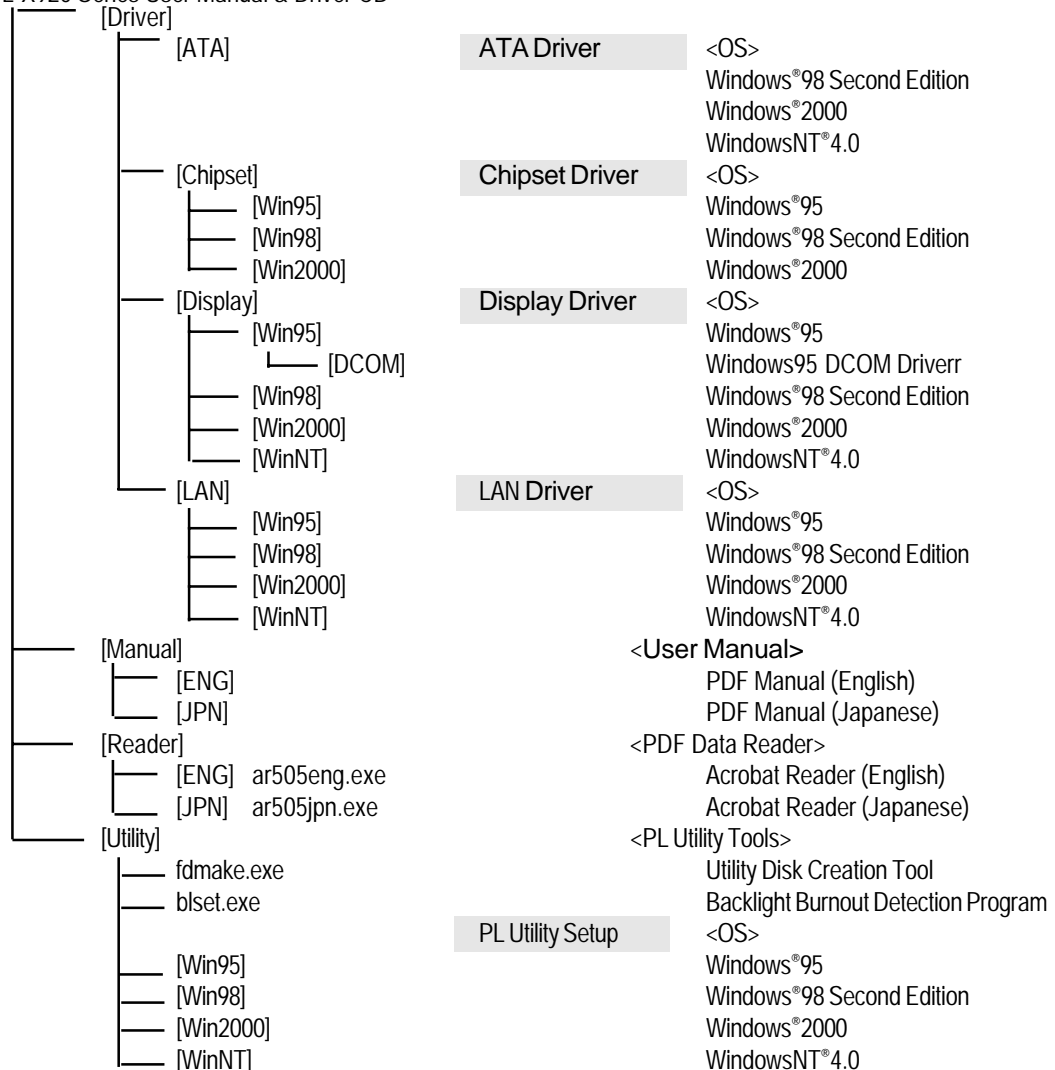 X720 Series User Manual & Driver CD
[Driver]
[ATA] ATA Driver <OS>
Windows®98 Second Edition
Windows®2000
WindowsNT®4.0
[Chipset] Chipset Driver <OS>
[Win95] Windows®95
[Win98] Windows®98 Second Edition
[Win2000] Windows®2000
[Display] Display Driver <OS>
[Win95] Windows®95
[DCOM] Windows95 DCOM Driverr
[Win98] Windows®98 Second Edition
[Win2000] Windows®2000
[WinNT] WindowsNT®4.0
[LAN] LAN Driver <OS>
[Win95] Windows®95
[Win98] Windows®98 Second Edition
[Win2000] Windows®2000
[WinNT] WindowsNT®4.0
[Manual] <User Manual>
[ENG] PDF Manual (English)
[JPN] PDF Manual (Japanese)
[Reader] <PDF Data Reader>
[ENG] ar505eng.exe Acrobat Reader (English)
[JPN] ar505jpn.exe Acrobat Reader (Japanese)
[Utility] <PL Utility Tools>
fdmake.exe Utility Disk Creation Tool
blset.exe Backlight Burnout Detection Program
PL Utility Setup <OS>
[Win95] Windows®95
[Win98] Windows®98 Second Edition
[Win2000] Windows®2000
[WinNT] WindowsNT®4.0